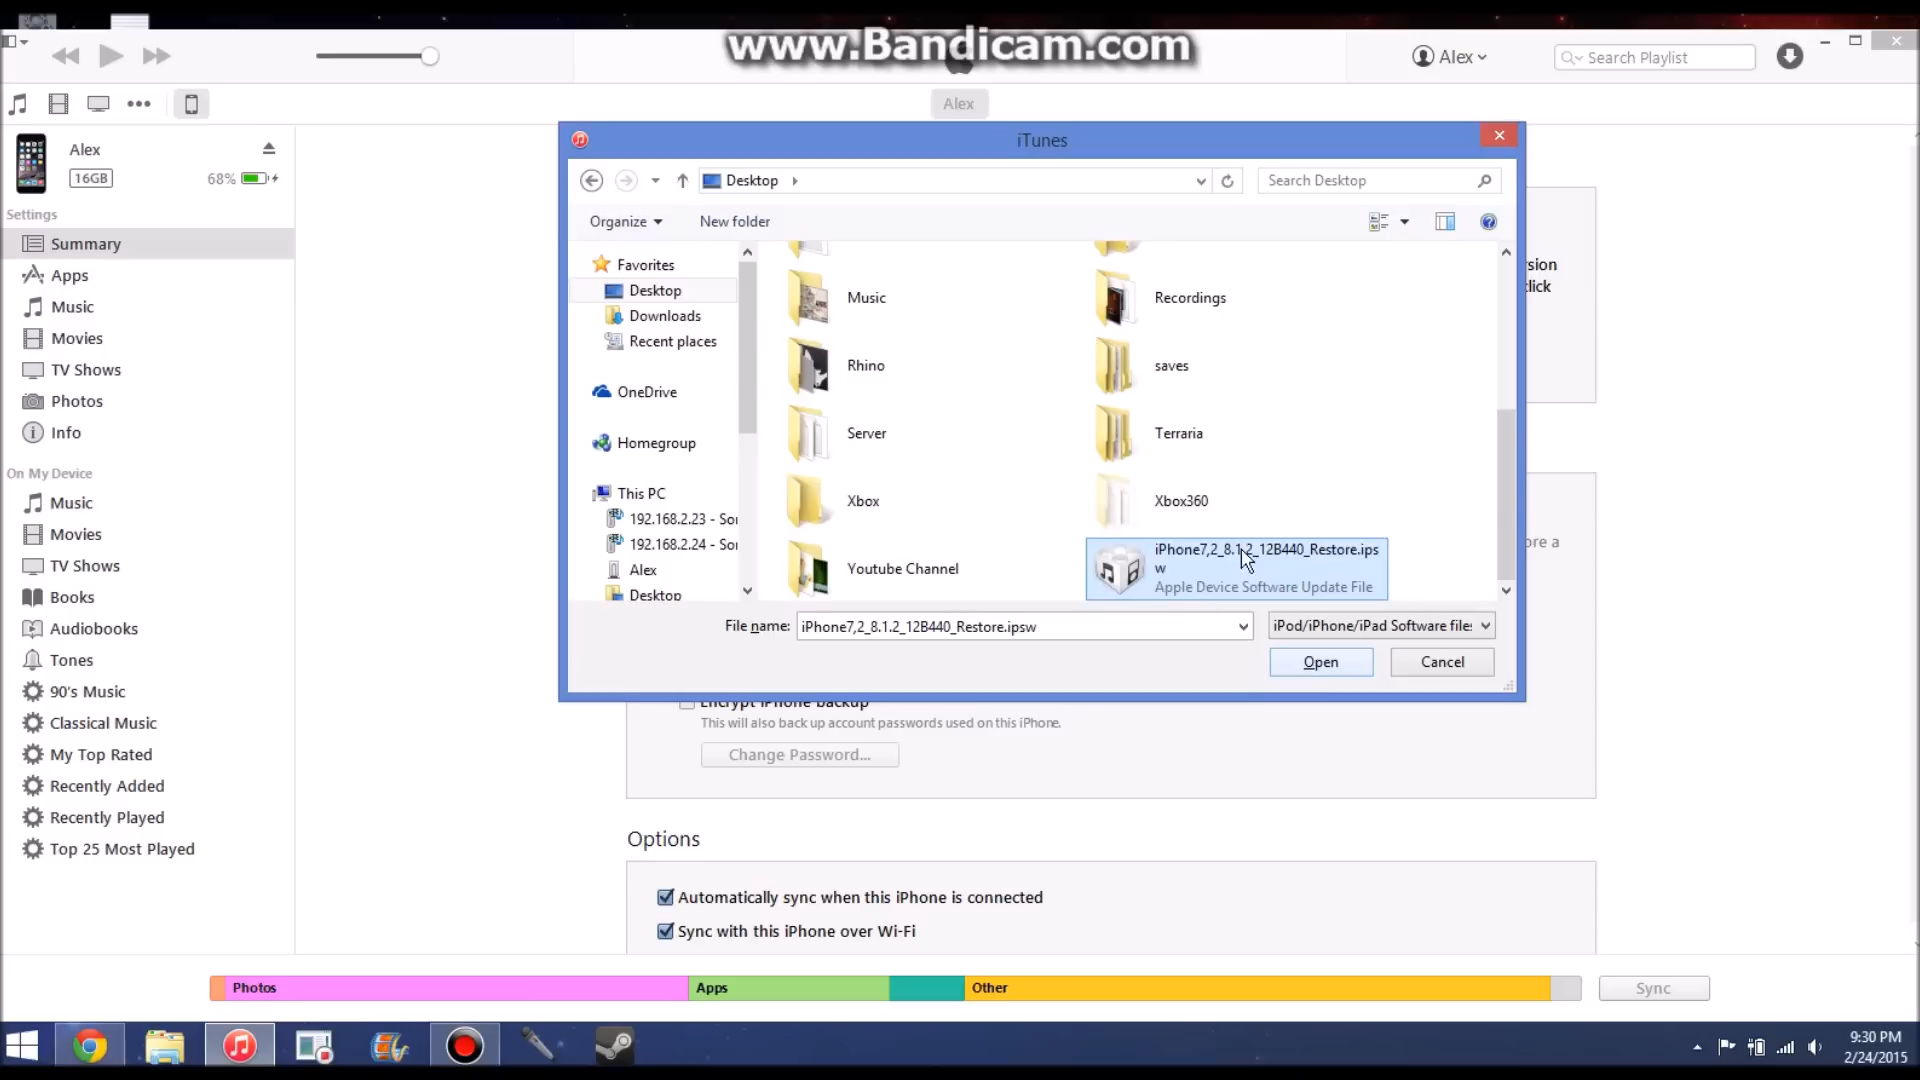 www.Bandicam.com
Alex
Search Playlist
Alex
Alex
16GB
68%
Settings
Summary
Apps
Music
Movies
TV Shows
Photos
Info
On My Device
Music
Movies
TV Shows
Books
Audiobooks
Tones
90's Music
Classical Music
My Top Rated
Recently Added
Recently Played
Top 25 Most Played
iTunes
Desktop
Search Desktop
Organize
New folder
Favorites
Desktop
Downloads
Recent places
OneDrive
Homegroup
This PC
192.168.2.23 - Sor
192.168.2.24 - Sor
Alex
Desktop
Music
Recordings
Rhino
saves
Server
Terraria
Xbox
Xbox360
Youtube Channel
iPhone7,2_8.1.2_12B440_Restore.ips
w
Apple Device Software Update File
File name:
iPhone7,2_8.1.2_12B440_Restore.ipsw
iPod/iPhone/iPad Software files
Open
Cancel
rsion
click
ore a
Encrypt iPhone backup
This will also back up account passwords used on this iPhone.
Change Password...
Options
Automatically sync when this iPhone is connected
Sync with this iPhone over Wi-Fi
Photos
Apps
Other
Sync
9:30 PM
2/24/2015